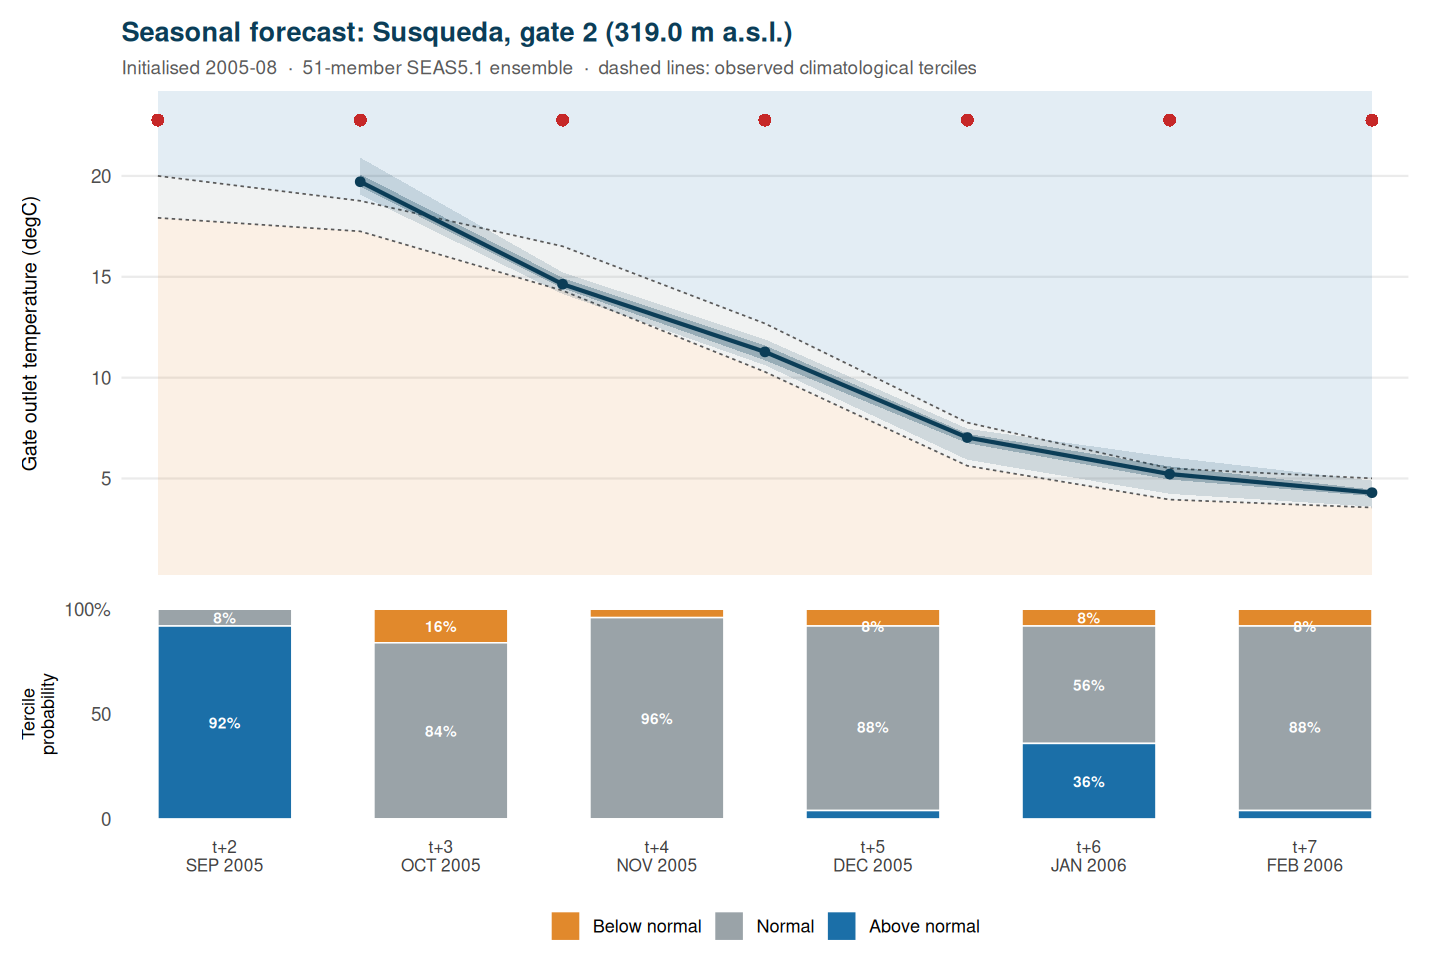 Seasonal forecast: Susqueda, gate 2 (319.0 m a.s.l.)
Initialised 2005-08 · 51-member SEAS5.1 ensemble · dashed lines: observed climatological terciles
Gate outlet temperature (degC)
20
15
10
5
Tercile
probability
100%
50
0
8%
92%
16%
84%
96%
8%
88%
8%
56%
36%
8%
88%
t+2
SEP 2005
t+3
OCT 2005
t+4
NOV 2005
t+5
DEC 2005
t+6
JAN 2006
t+7
FEB 2006
Below normal
Normal
Above normal